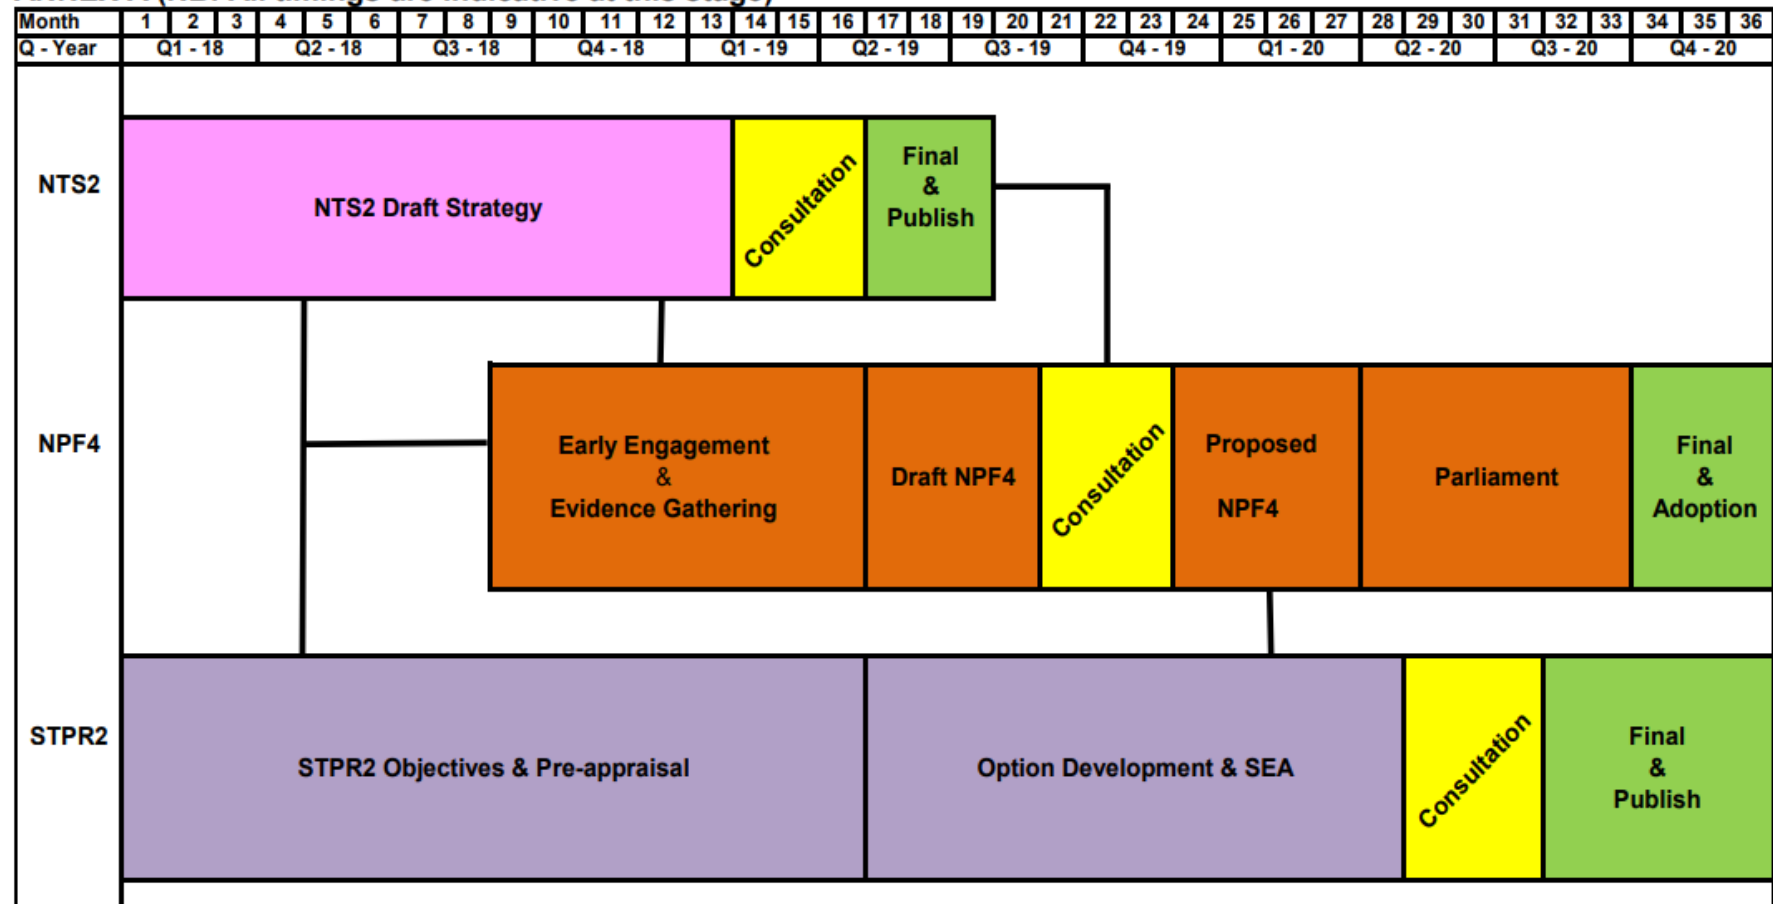 Month 1 2 3 4 5 6 7 8 9 10 11 12 13 14 15 16 17 18 19 20 21 22 23 24 25 26 27 28 29 30 31 32 33 34 35 36
Q - Year Q1 - 18 Q2 - 18 Q3 - 18 Q4 - 18 Q1 - 19 Q2 - 19 Q3 - 19 Q4 - 19 Q1 - 20 Q2 - 20 Q3 - 20 Q4 - 20
NTS2
NTS2 Draft Strategy
Consultation
Final
&
Publish
NPF4
Early Engagement
&
Evidence Gathering
Draft NPF4
Consultation
Proposed
NPF4
Parliament
Final
&
Adoption
STPR2
STPR2 Objectives & Pre-appraisal
Option Development & SEA
Consultation
Final
&
Publish